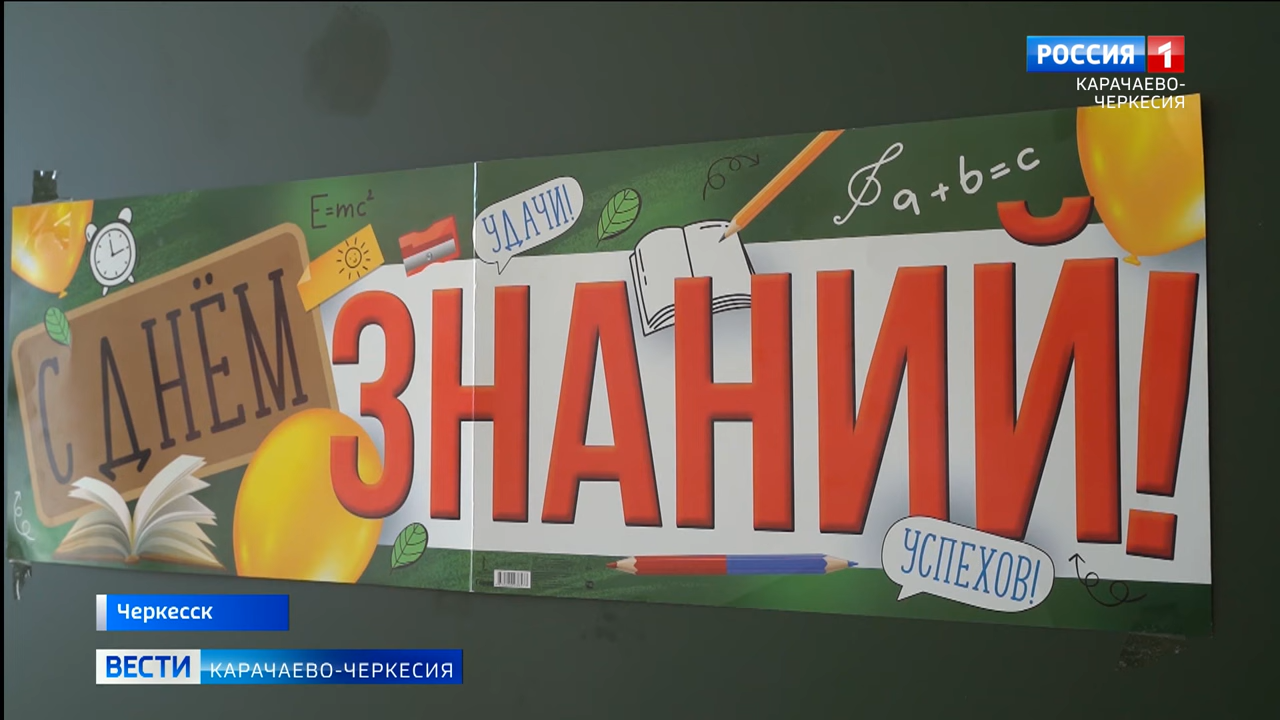 РОССИЯ 1
КАРАЧАЕВО-
ЧЕРКЕСИЯ
E=mc²
УДАЧИ!
a+b=c
С ДНЁМ
ЗНАНИЙ!
УСПЕХОВ!
Черкесск
ВЕСТИ КАРАЧАЕВО-ЧЕРКЕСИЯ